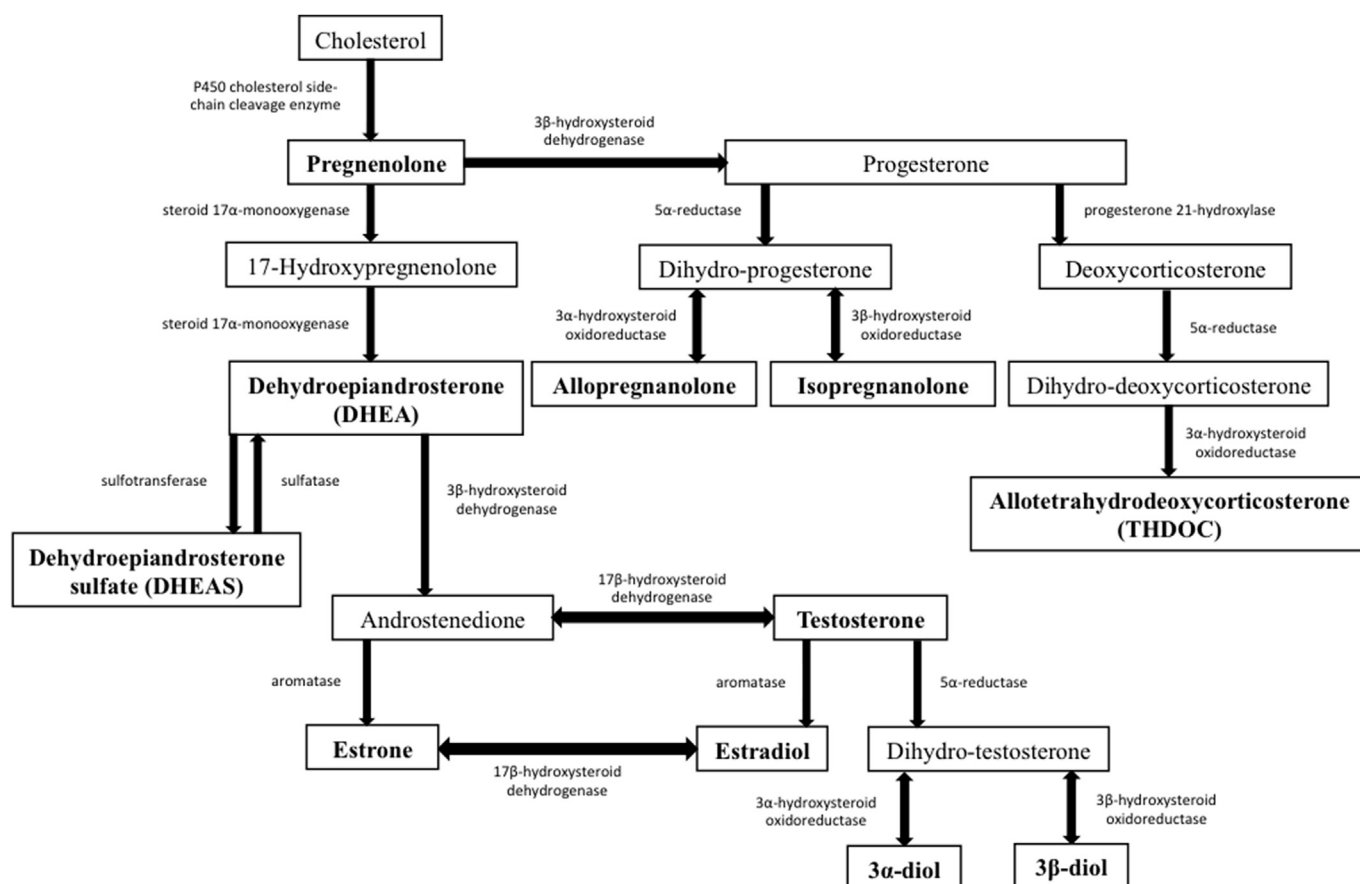 Cholesterol
P450 cholesterol side-
chain cleavage enzyme
3β-hydroxysteroid
dehydrogenase
Pregnenolone
Progesterone
steroid 17α-monooxygenase
5α-reductase
progesterone 21-hydroxylase
17-Hydroxypregnenolone
Dihydro-progesterone
Deoxycorticosterone
steroid 17α-monooxygenase
3α-hydroxysteroid
oxidoreductase
3β-hydroxysteroid
oxidoreductase
5α-reductase
Dehydroepiandrosterone
(DHEA)
Allopregnanolone
Isopregnanolone
Dihydro-deoxycorticosterone
3α-hydroxysteroid
oxidoreductase
sulfotransferase
sulfatase
3β-hydroxysteroid
dehydrogenase
Allotetrahydrodeoxycorticosterone
(THDOC)
Dehydroepiandrosterone
sulfate (DHEAS)
17β-hydroxysteroid
dehydrogenase
Androstenedione
Testosterone
aromatase
aromatase
5α-reductase
Estrone
Estradiol
Dihydro-testosterone
17β-hydroxysteroid
dehydrogenase
3α-hydroxysteroid
oxidoreductase
3β-hydroxysteroid
oxidoreductase
3α-diol
3β-diol